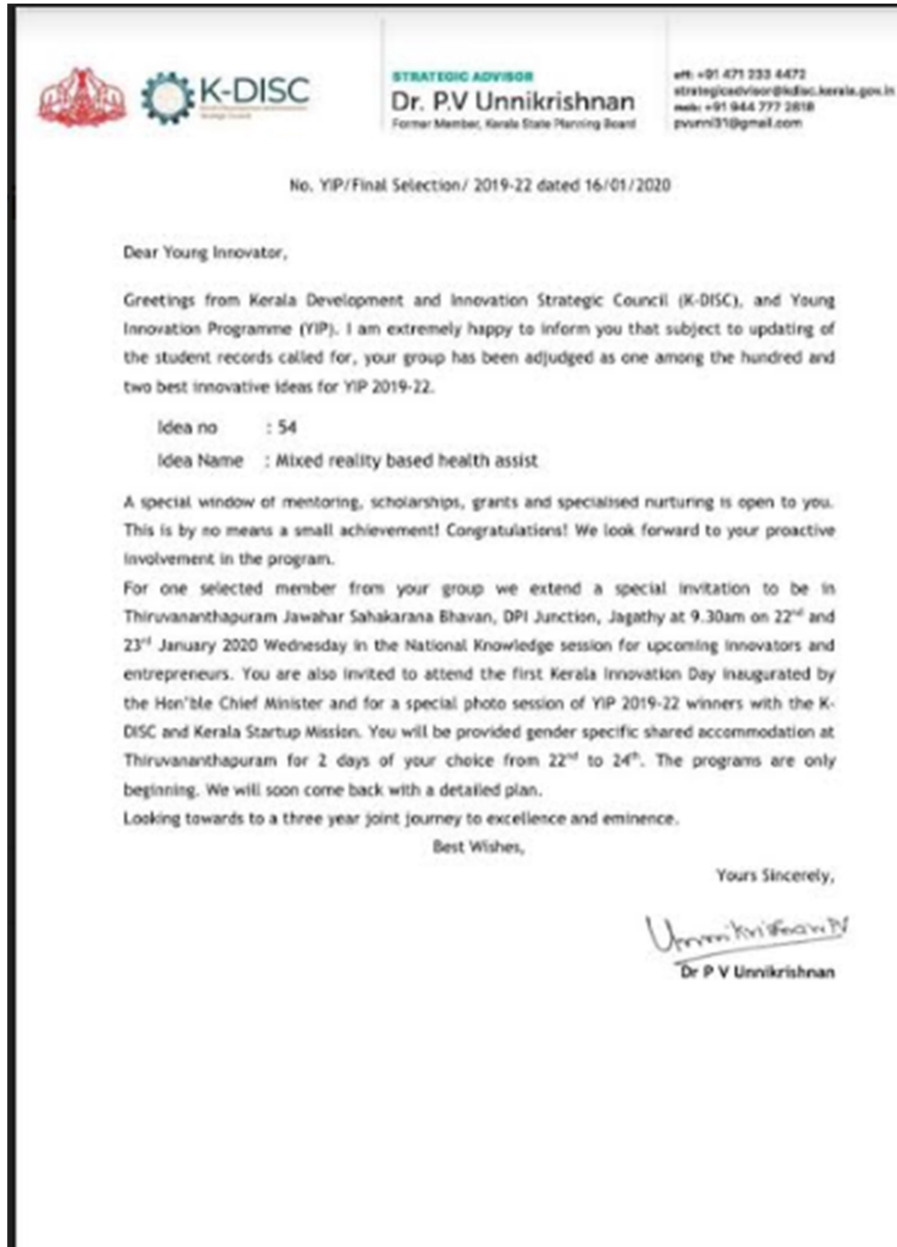 K-DISC
STRATEGIC ADVISOR
Dr. P.V Unnikrishnan
Former Member, Kerala State Planning Board
off: +91 471 233 4472
strategicadvisor@kdisc.kerala.gov.in
mob: +91 944 777 2818
pvunni31@gmail.com
No. YIP/Final Selection/ 2019-22 dated 16/01/2020
Dear Young Innovator,
Greetings from Kerala Development and Innovation Strategic Council (K-DISC), and Young
Innovation Programme (YIP). I am extremely happy to inform you that subject to updating of
the student records called for, your group has been adjudged as one among the hundred and
two best innovative ideas for YIP 2019-22.
Idea no : 54
Idea Name : Mixed reality based health assist
A special window of mentoring, scholarships, grants and specialised nurturing is open to you.
This is by no means a small achievement! Congratulations! We look forward to your proactive
involvement in the program.
For one selected member from your group we extend a special invitation to be in
Thiruvananthapuram Jawahar Sahakarana Bhavan, DPI Junction, Jagathy at 9.30am on 22nd and
23rd January 2020 Wednesday in the National Knowledge session for upcoming innovators and
entrepreneurs. You are also invited to attend the first Kerala Innovation Day inaugurated by
the Hon'ble Chief Minister and for a special photo session of YIP 2019-22 winners with the K-
DISC and Kerala Startup Mission. You will be provided gender specific shared accommodation at
Thiruvananthapuram for 2 days of your choice from 22nd to 24th. The programs are only
beginning. We will soon come back with a detailed plan.
Looking towards to a three year joint journey to excellence and eminence.
Best Wishes,
Yours Sincerely,
Unnikrishnan PV
Dr P V Unnikrishnan